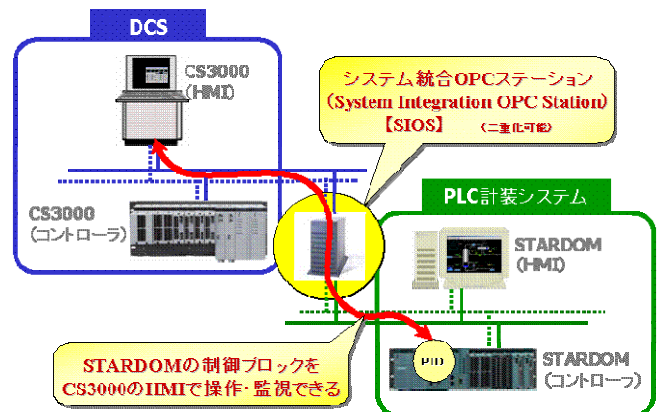 DCS
CS3000
(HMI)
システム統合OPCステーション
(System Integration OPC Station)
【SIOS】 (二重化可能)
CS3000
(コントローラ)
PLC計装システム
STARDOM
(HMI)
PID
STARDOM
(コントローラ)
STARDOMの制御ブロックを
CS3000のHMIで操作・監視できる